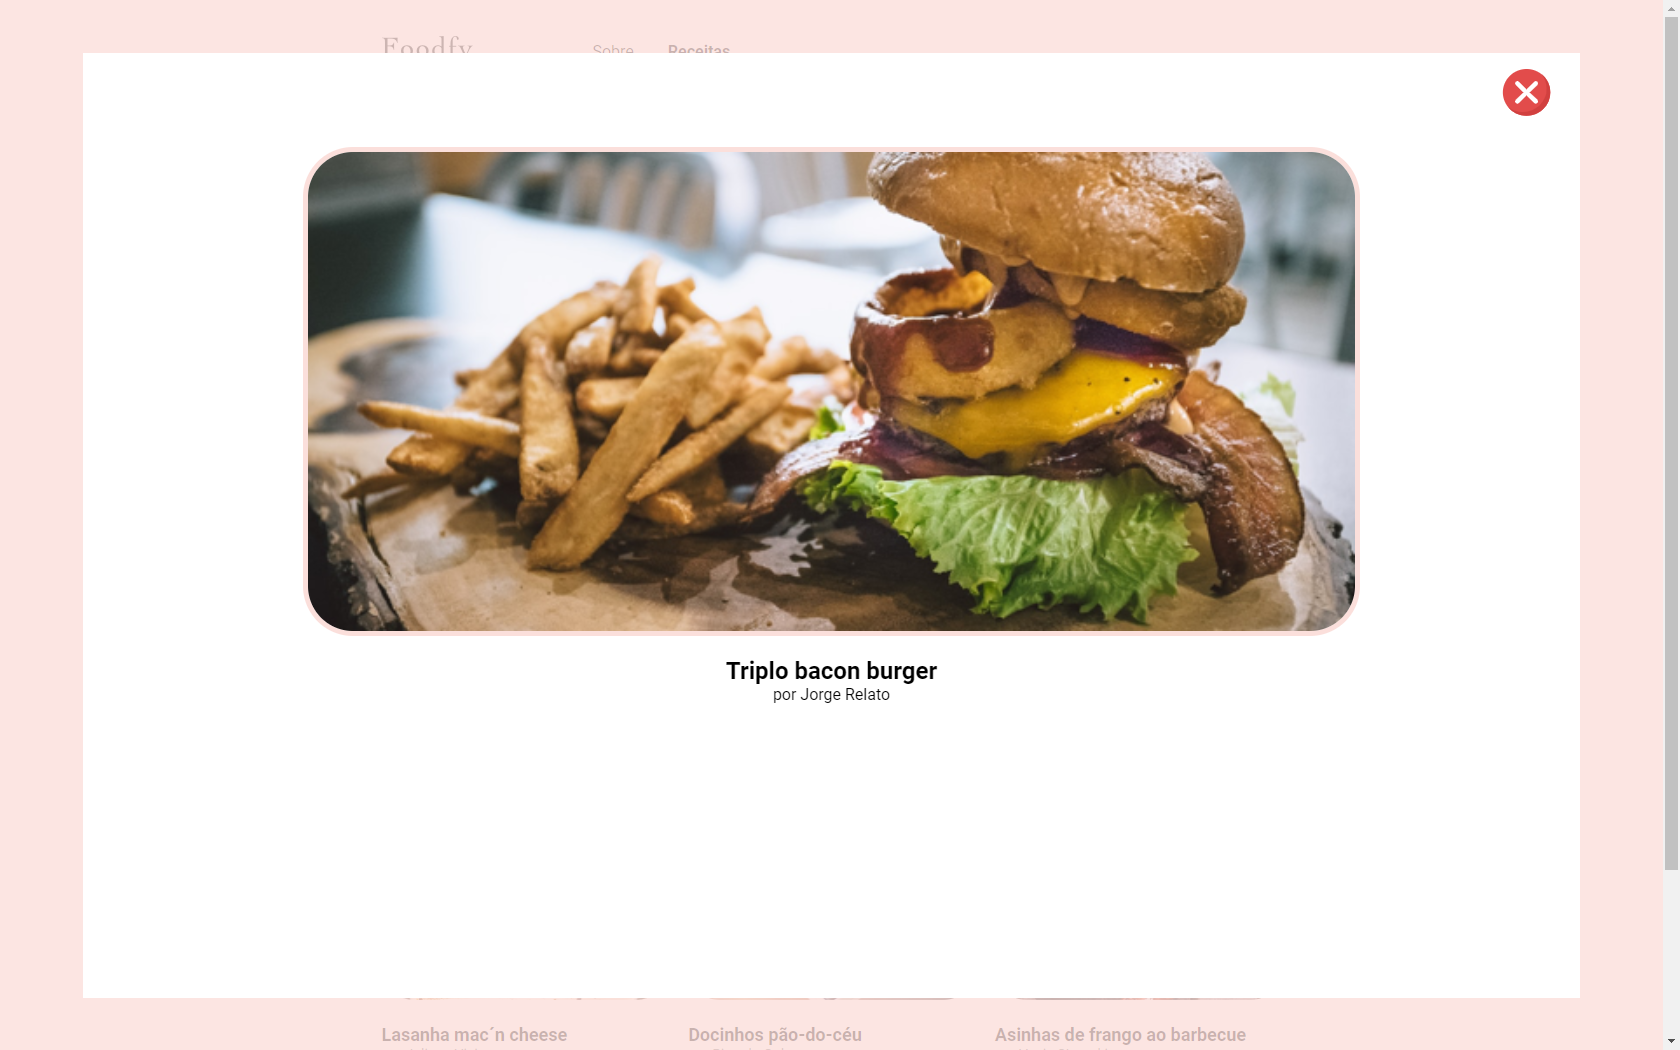 Foodfy
Sobre
Receitas
Triplo bacon burger
por Jorge Relato
Lasanha mac´n cheese
Docinhos pão-do-céu
Asinhas de frango ao barbecue